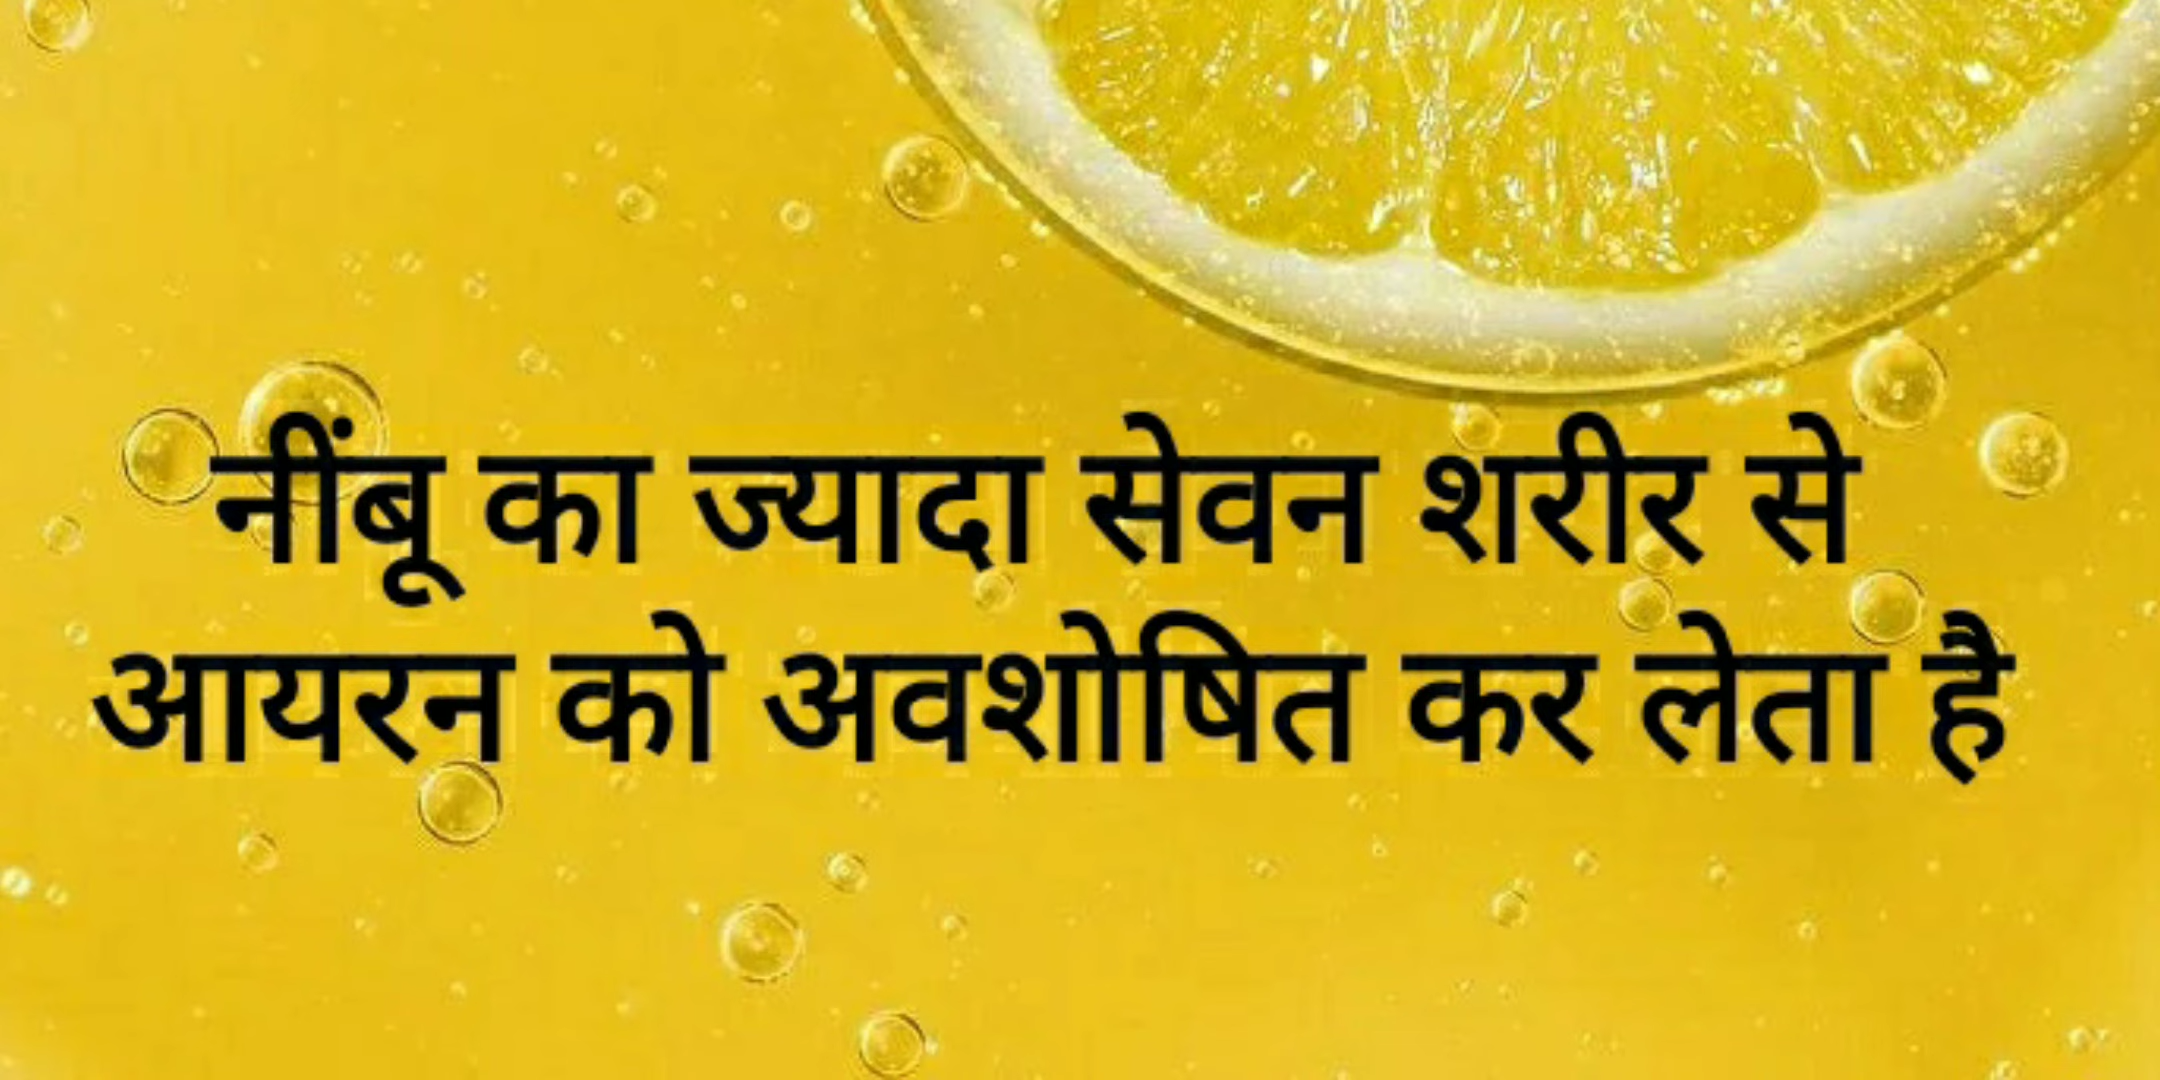 नींबू का ज्यादा सेवन शरीर से
आयरन को अवशोषित कर लेता है